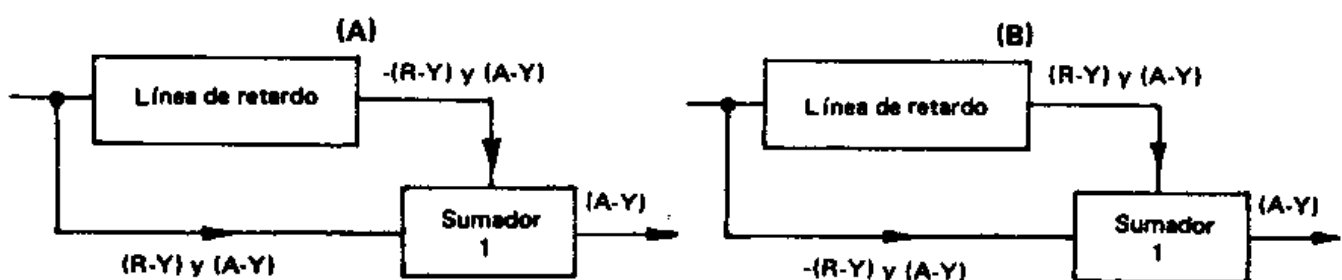 (A)
-(R-Y) y (A-Y)
Línea de retardo
(A-Y)
Sumador
1
(R-Y) y (A-Y)
(B)
(R-Y) y (A-Y)
Línea de retardo
(A-Y)
Sumador
1
-(R-Y) y (A-Y)